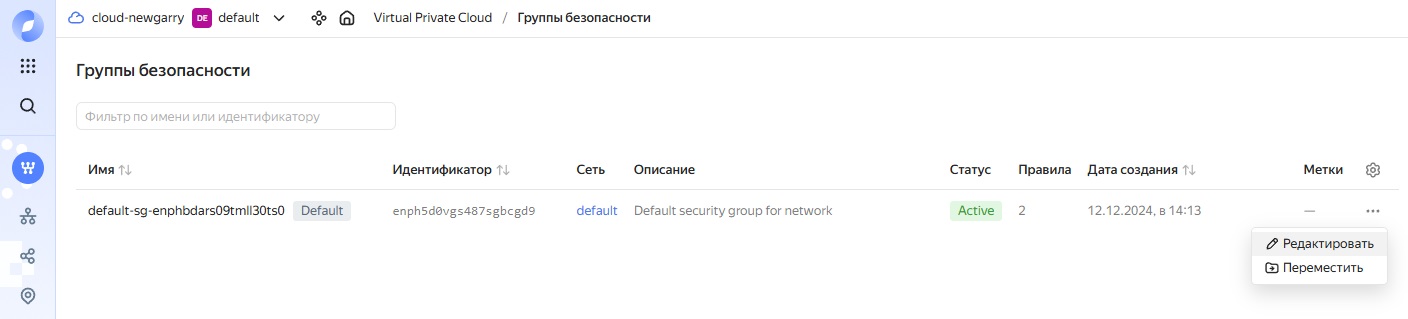 cloud-newgarry DE default Virtual Private Cloud / Группы безопасности
Группы безопасности
Фильтр по имени или идентификатору
Имя Идентификатор Сеть Описание Статус Правила Дата создания Метки
default-sg-enphbdars09tmll30ts0 Default enph5d0vgs487sgbcgd9 default Default security group for network Active 2 12.12.2024, в 14:13 —
Редактировать
Переместить